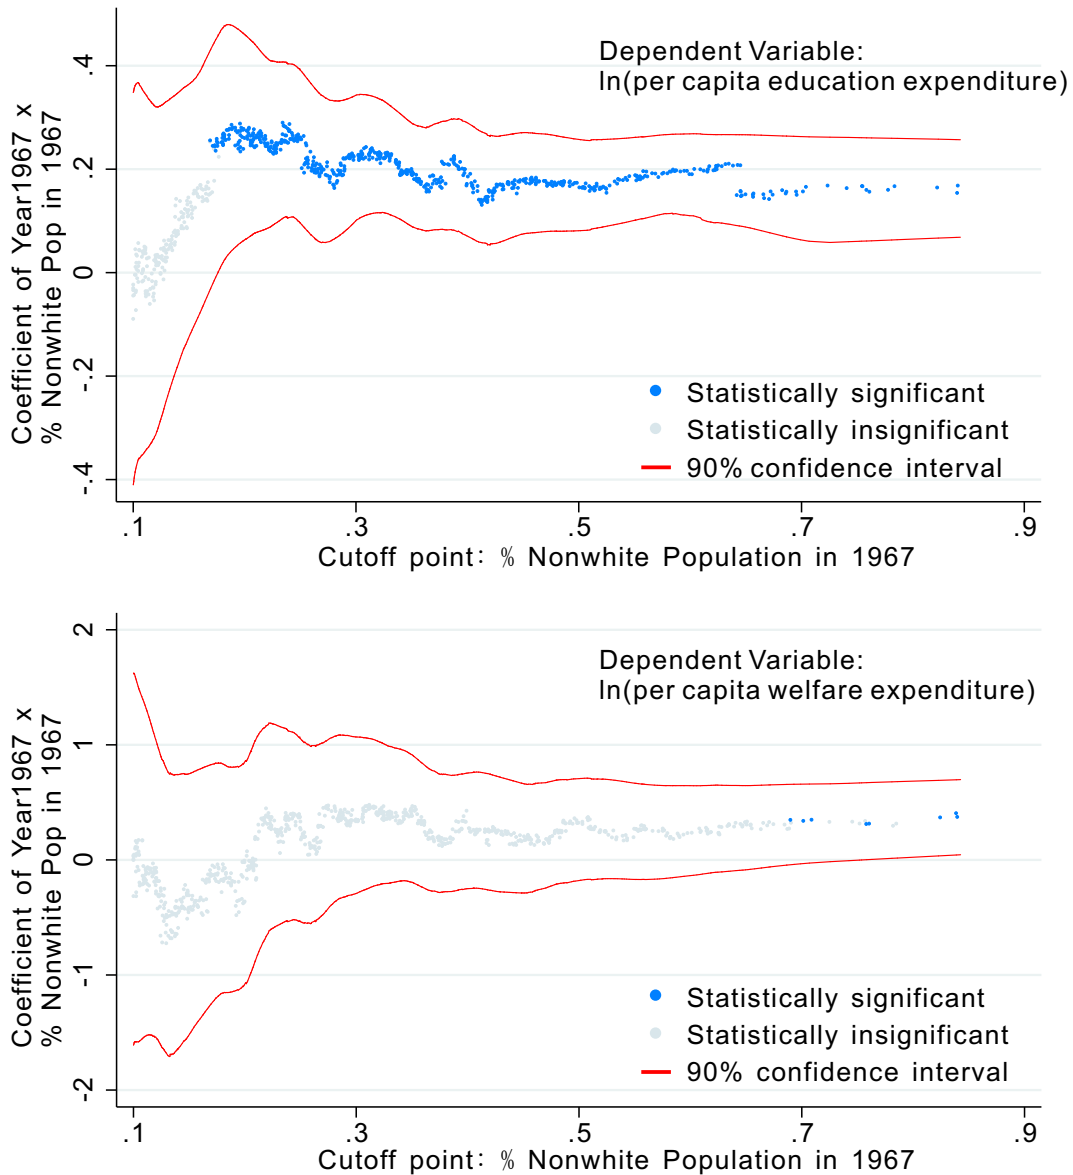 Dependent Variable:
ln(per capita education expenditure)
Coefficient of Year1967 x
% Nonwhite Pop in 1967
.4
.2
0
-.2
-.4
Statistically significant
Statistically insignificant
90% confidence interval
.1 .3 .5 .7 .9
Cutoff point: % Nonwhite Population in 1967
Dependent Variable:
ln(per capita welfare expenditure)
Coefficient of Year1967 x
% Nonwhite Pop in 1967
2
1
0
-1
-2
Statistically significant
Statistically insignificant
90% confidence interval
.1 .3 .5 .7 .9
Cutoff point: % Nonwhite Population in 1967